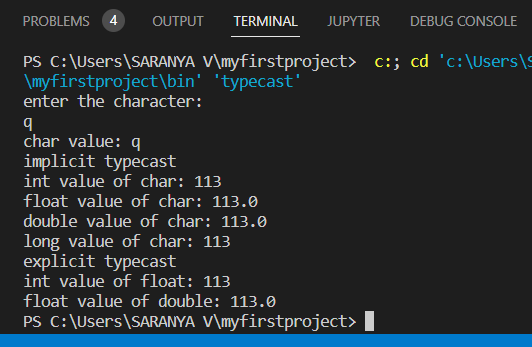 PROBLEMS 4 OUTPUT TERMINAL JUPYTER DEBUG CONSOLE
PS C:\Users\SARANYA V\myfirstproject>  c:; cd 'c:\Users\S
\myfirstproject\bin' 'typecast'
enter the character:
q
char value: q
implicit typecast
int value of char: 113
float value of char: 113.0
double value of char: 113.0
long value of char: 113
explicit typecast
int value of float: 113
float value of double: 113.0
PS C:\Users\SARANYA V\myfirstproject>